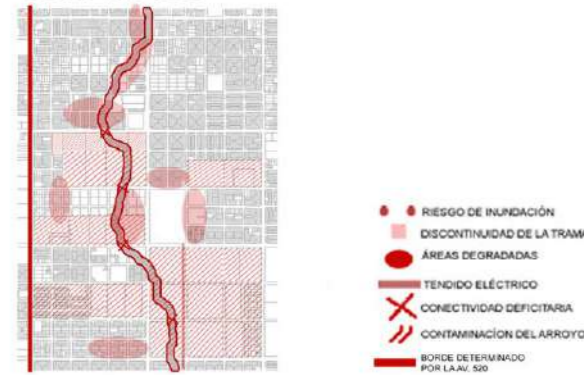 RIESGO DE INUNDACIÓN
DISCONTINUIDAD DE LA TRAMA
ÁREAS DEGRADADAS
TENDIDO ELÉCTRICO
CONECTIVIDAD DEFICITARIA
CONTAMINACÍON DEL ARROYO
BORDE DETERMINADO
POR LA AV. 520